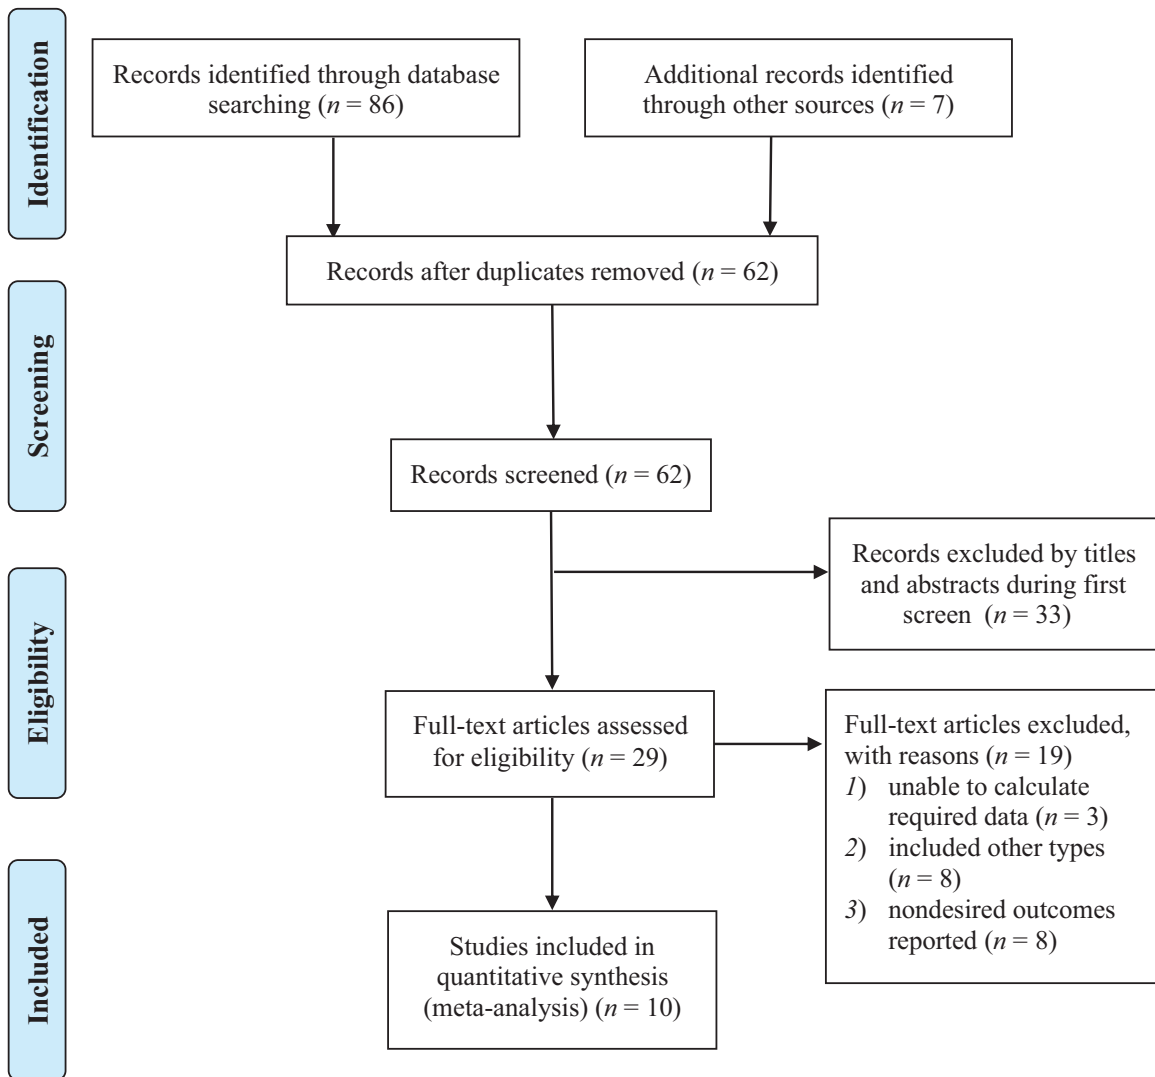 Identification
Records identified through database
searching (n = 86)
Additional records identified
through other sources (n = 7)
Records after duplicates removed (n = 62)
Screening
Records screened (n = 62)
Records excluded by titles
and abstracts during first
screen (n = 33)
Eligibility
Full-text articles assessed
for eligibility (n = 29)
Full-text articles excluded,
with reasons (n = 19)
1) unable to calculate
required data (n = 3)
2) included other types
(n = 8)
3) nondesired outcomes
reported (n = 8)
Included
Studies included in
quantitative synthesis
(meta-analysis) (n = 10)